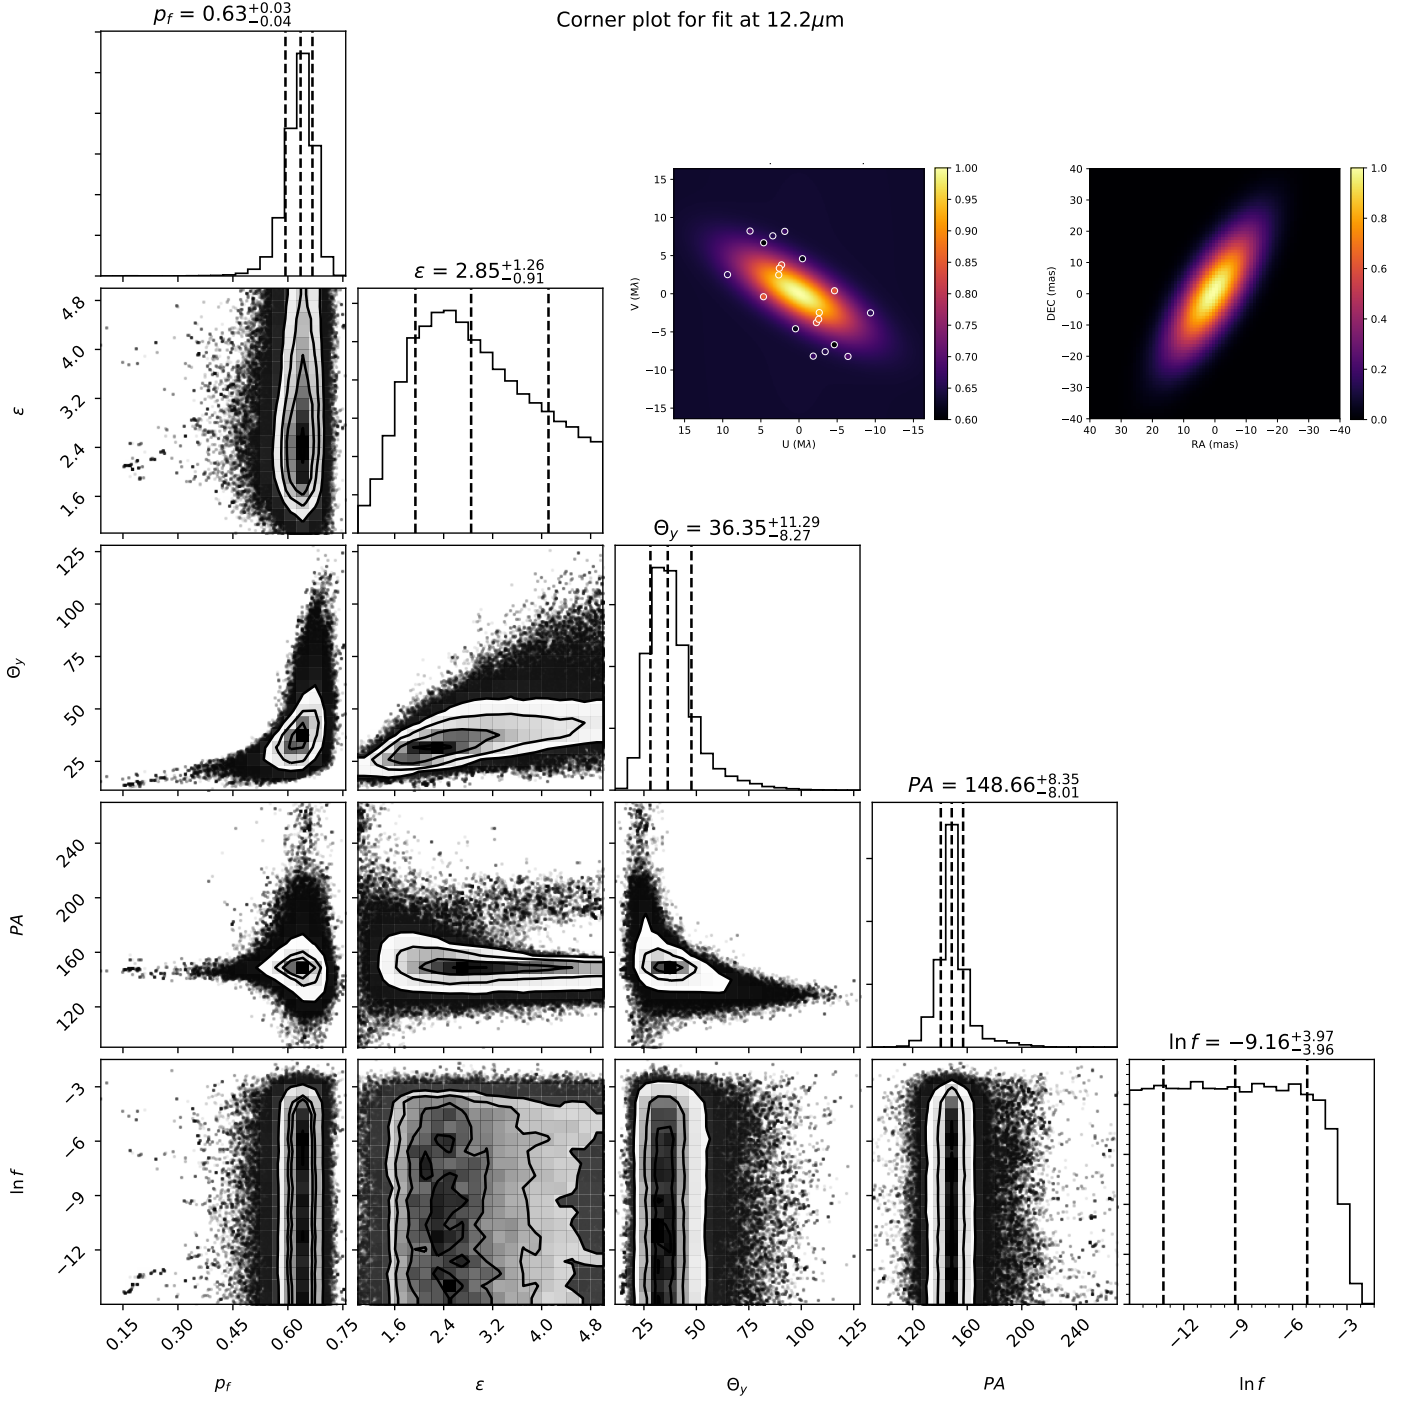 Corner plot for fit at 12.2μm
p_f = 0.63^{+0.03}_{-0.04}
ε = 2.85^{+1.26}_{-0.91}
Θ_y = 36.35^{+11.29}_{-8.27}
PA = 148.66^{+8.35}_{-8.01}
ln f = −9.16^{+3.97}_{-3.96}
15
10
5
0
−5
−10
−15
V (Mλ)
15 10 5 0 −5 −10 −15
U (Mλ)
1.00
0.95
0.90
0.85
0.80
0.75
0.70
0.65
0.60
40
30
20
10
0
−10
−20
−30
−40
DEC (mas)
40 30 20 10 0 −10 −20 −30 −40
RA (mas)
1.0
0.8
0.6
0.4
0.2
0.0
4.8
4.0
3.2
2.4
1.6
ε
125
100
75
50
25
Θ_y
240
200
160
120
PA
−3
−6
−9
−12
ln f
0.15 0.30 0.45 0.60 0.75
p_f
1.6 2.4 3.2 4.0 4.8
ε
25 50 75 100 125
Θ_y
120 160 200 240
PA
−12 −9 −6 −3
ln f